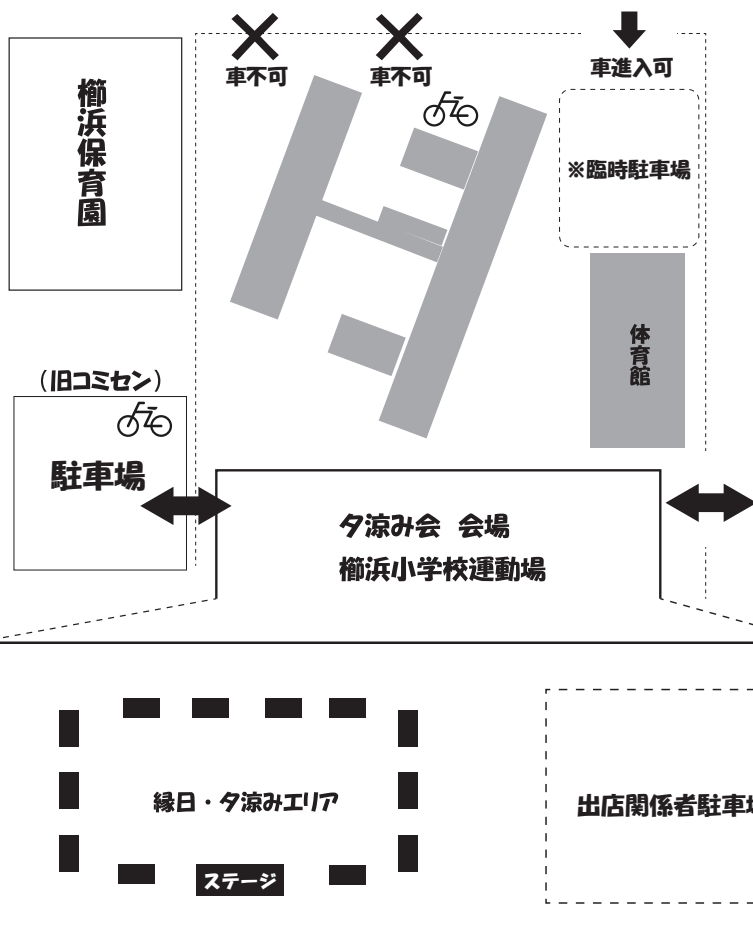 車不可
車不可
車進入可
櫛浜保育園
※臨時駐車場
体育館
(旧コミセン)
駐車場
夕涼み会 会場
櫛浜小学校運動場
縁日・夕涼みエリア
出店関係者駐車場
ステージ